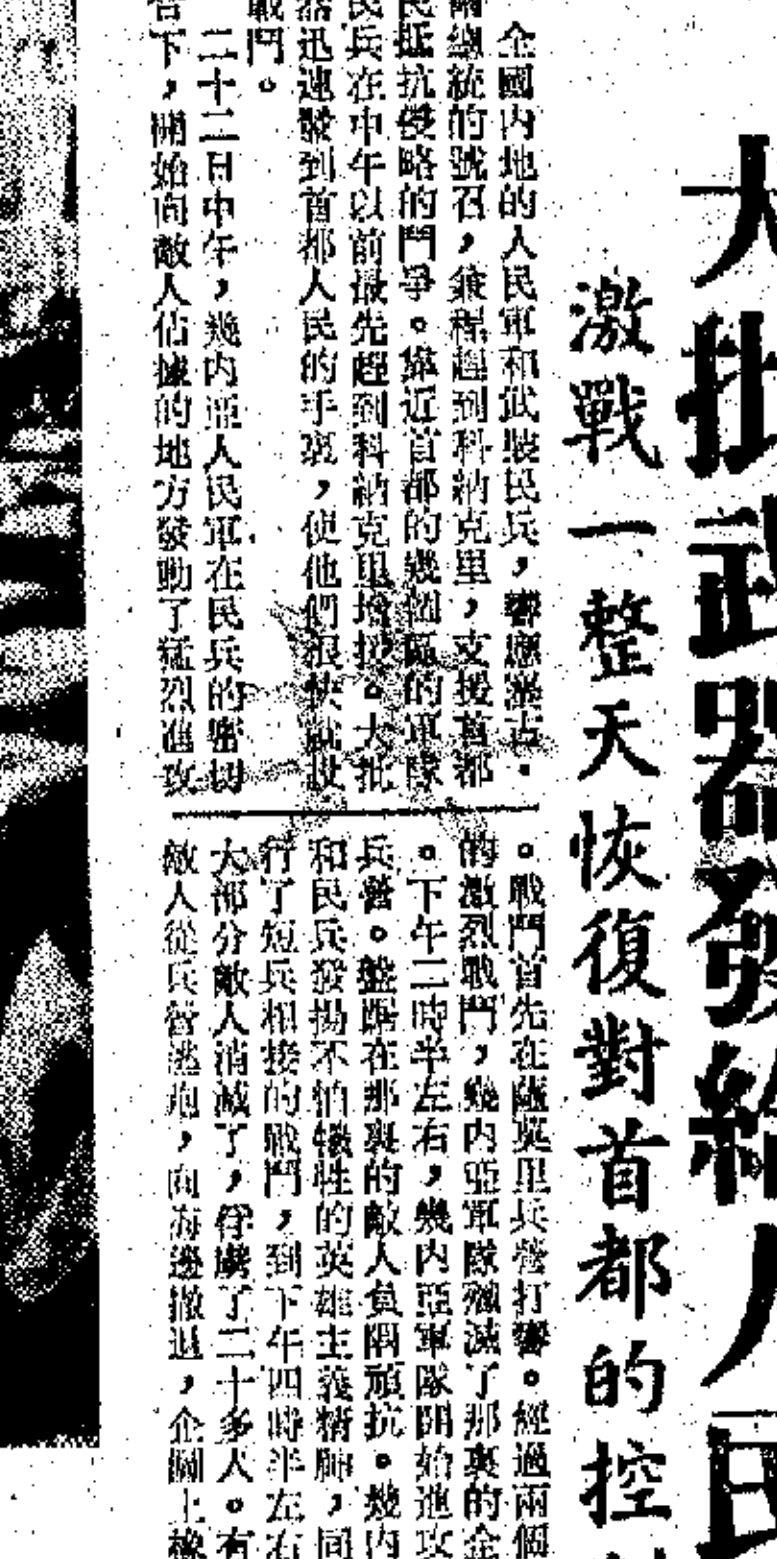 大批武器發給人民
激戰一整天恢復對首都的控
全國內地的人民軍和武裝民兵，響應塞古·
爾總統的號召，兼程趕到科納克里，支援首都
民抵抗侵略的鬥爭。靠近首都的幾個區的軍隊
民兵在中午以前最先趕到科納克里增援。大批
器迅速發到首都人民的手裏，使他們很快就投
戰鬥。
二十二日中午，幾內亞人民軍在民兵的密切
合下，開始向敵人佔據的地方發動了猛烈進攻
。戰鬥首先在薩莫里兵營打響。經過兩個
的激烈戰鬥，幾內亞軍隊殲滅了那裏的全
。下午二時半左右，幾內亞軍隊開始進攻
兵營。盤踞在那裏的敵人負隅頑抗。幾內
和民兵發揚不怕犧牲的英雄主義精神，同
行了短兵相接的戰鬥，到下午四時半左右
大部分敵人消滅了，俘虜了二十多人。有
敵人從兵營逃跑，向海邊撤退，企圖上橡